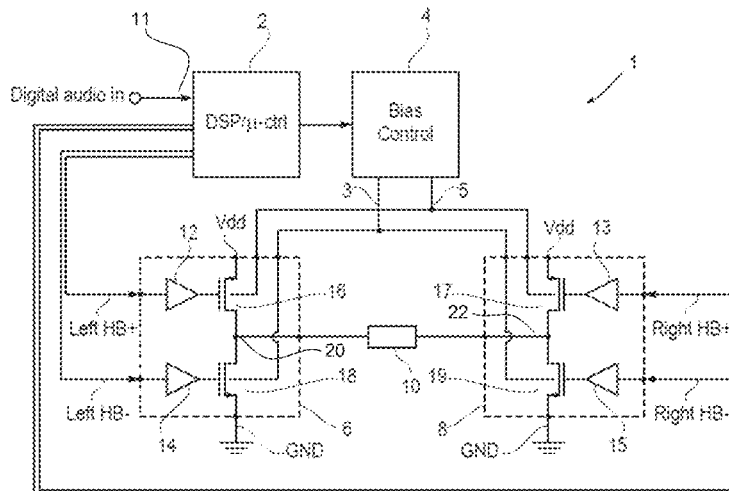 11
2
4
1
Digital audio in
DSP/µ-ctrl
Bias
Control
3
5
12
Vdd
Vdd
13
16
17
Left HB+
20
22
Right HB+
10
18
19
Left HB-
Right HB-
14
GND
6
8
GND
15